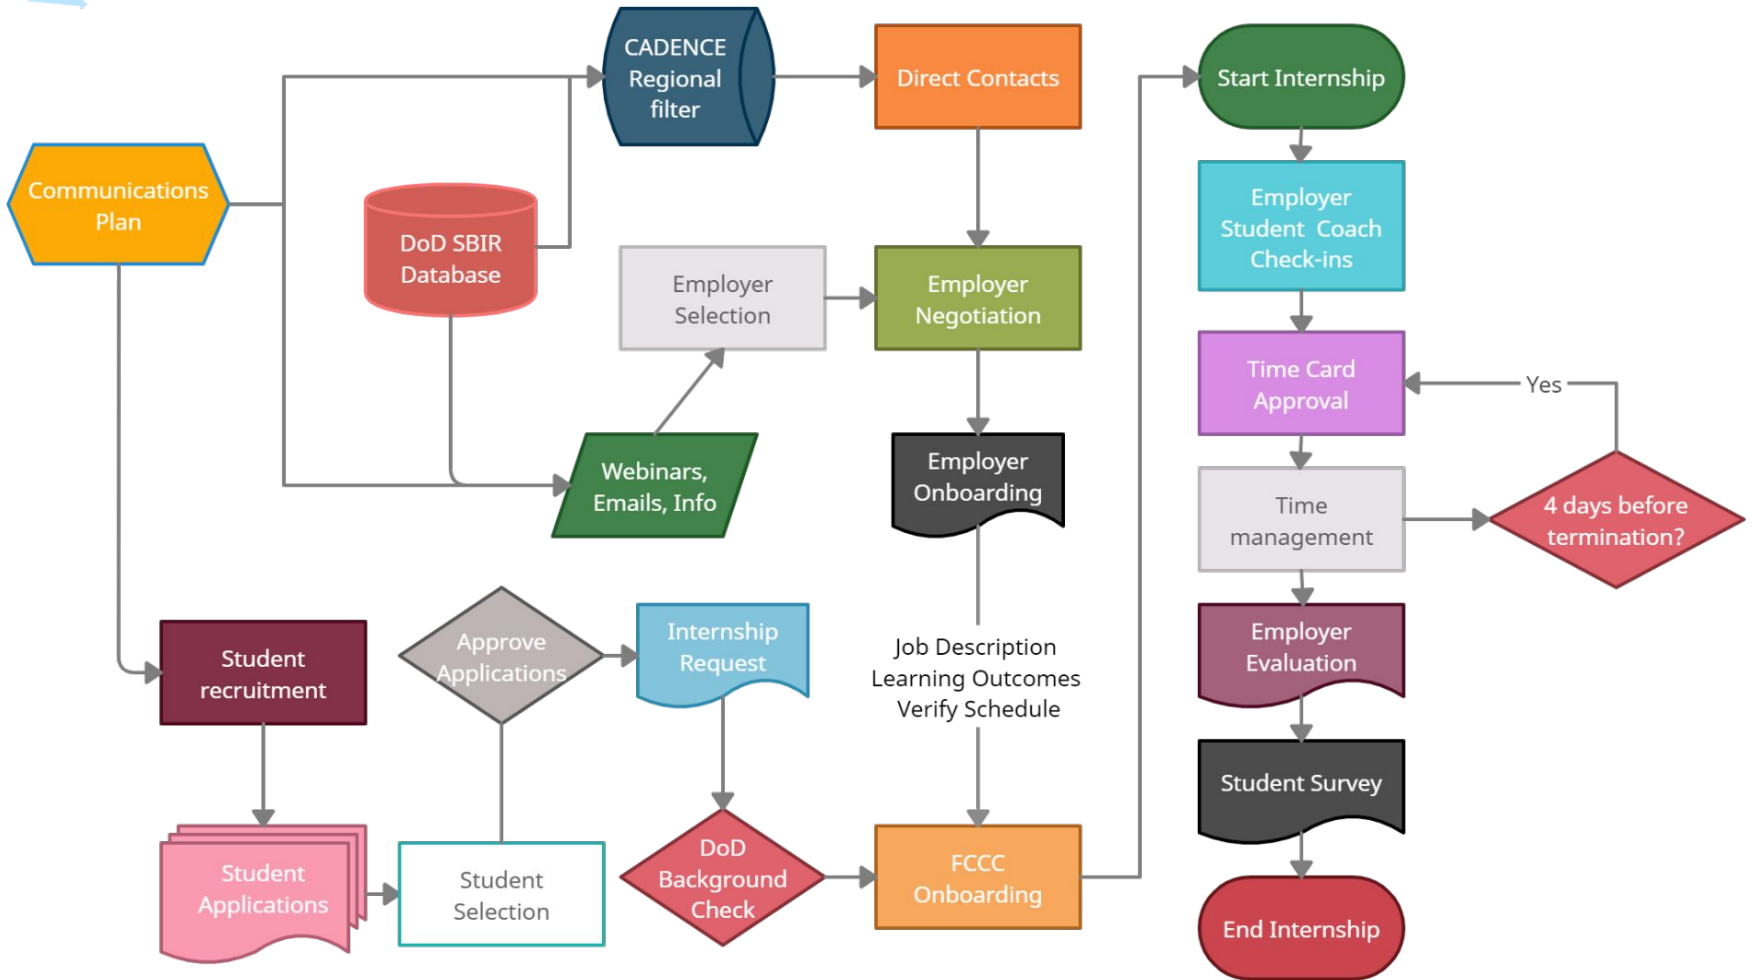 CADENCE
Regional
filter
Direct Contacts
Start Internship
Communications
Plan
DoD SBIR
Database
Employer
Selection
Employer
Negotiation
Employer
Student  Coach
Check-ins
Time Card
Approval
Yes
Webinars,
Emails, Info
Employer
Onboarding
Time
management
4 days before
termination?
Student
recruitment
Approve
Applications
Internship
Request
Job Description
Learning Outcomes
Verify Schedule
Employer
Evaluation
Student Survey
Student
Applications
Student
Selection
DoD
Background
Check
FCCC
Onboarding
End Internship